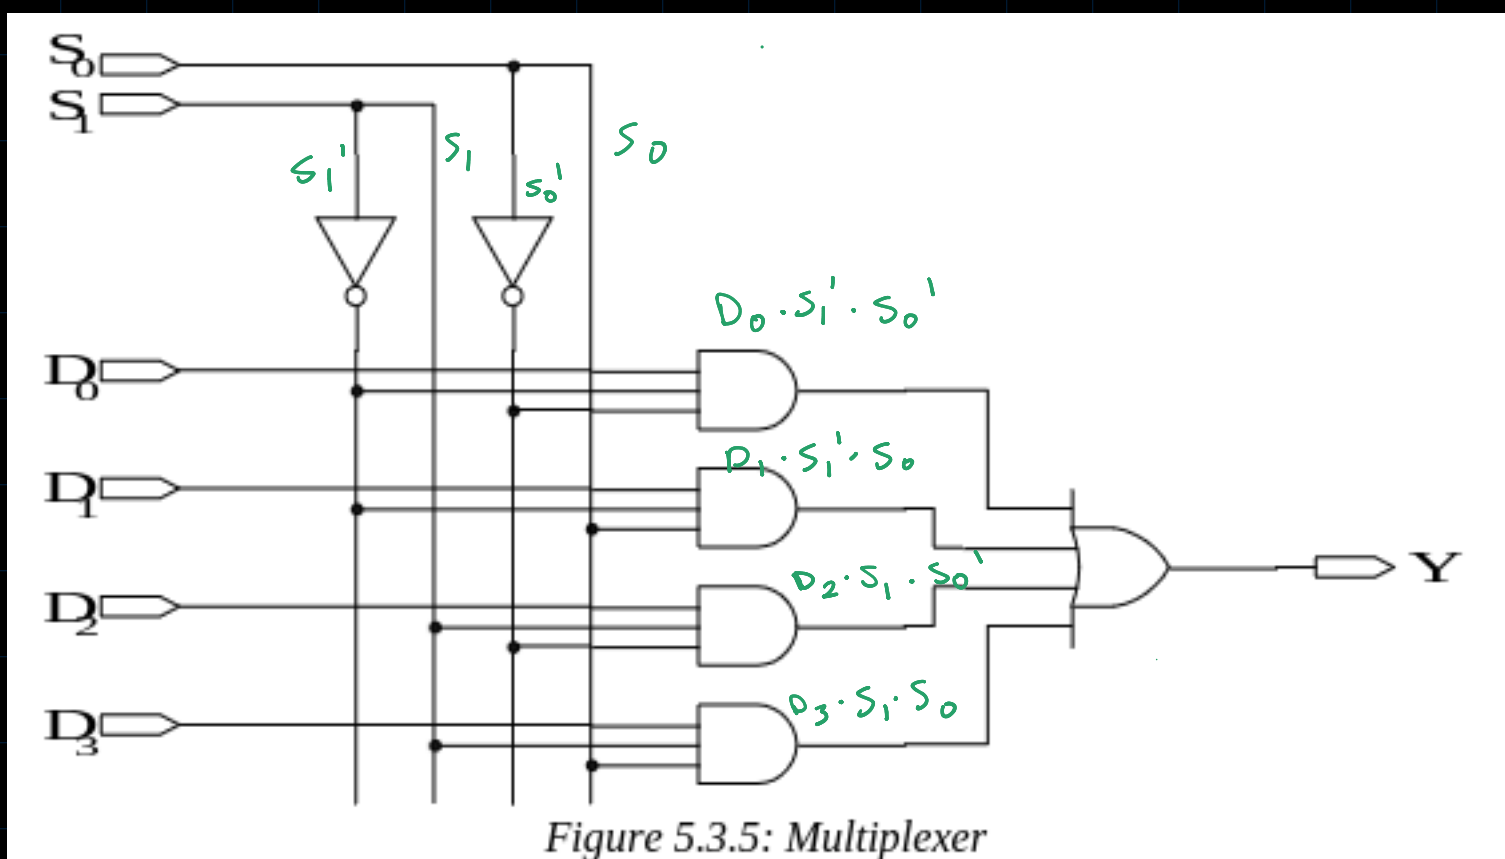 S0
S1
S1' S1 S0' S0
D0 · S1' · S0'
D0
D1 · S1' · S0
D1
D2 · S1 · S0'
Y
D2
D3 · S1 · S0
D3
Figure 5.3.5: Multiplexer